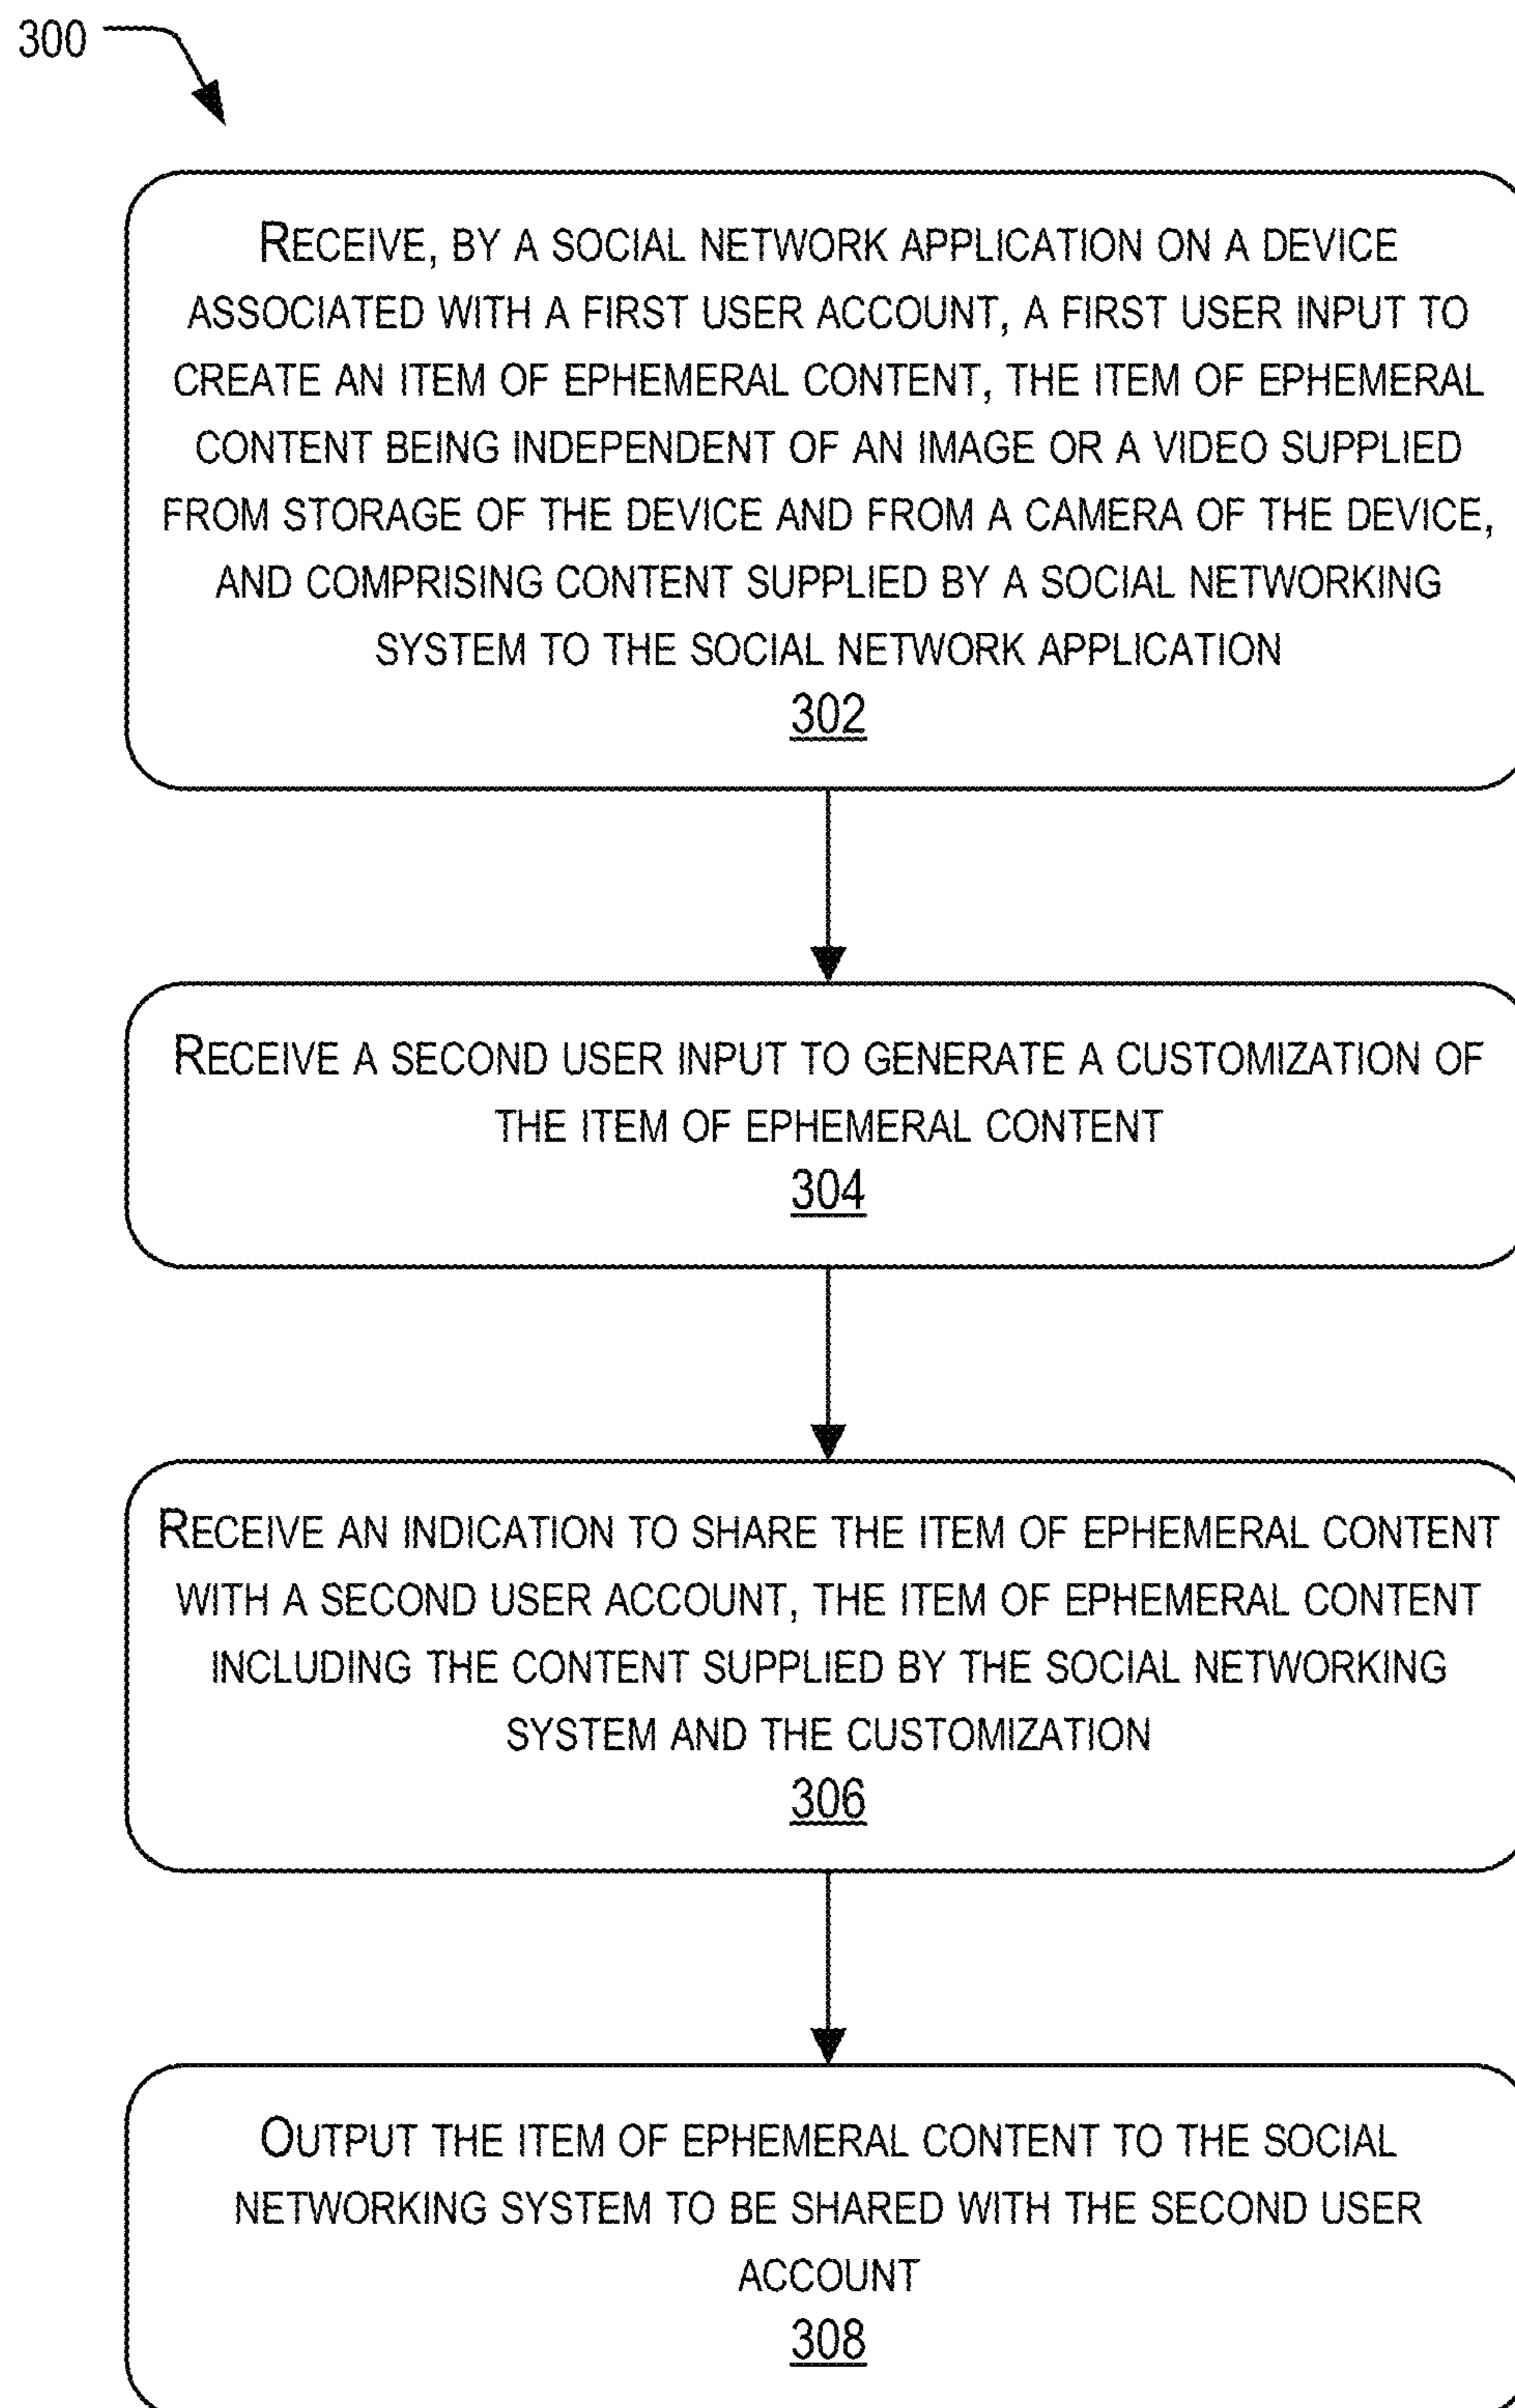 300
RECEIVE, BY A SOCIAL NETWORK APPLICATION ON A DEVICE
ASSOCIATED WITH A FIRST USER ACCOUNT, A FIRST USER INPUT TO
CREATE AN ITEM OF EPHEMERAL CONTENT, THE ITEM OF EPHEMERAL
CONTENT BEING INDEPENDENT OF AN IMAGE OR A VIDEO SUPPLIED
FROM STORAGE OF THE DEVICE AND FROM A CAMERA OF THE DEVICE,
AND COMPRISING CONTENT SUPPLIED BY A SOCIAL NETWORKING
SYSTEM TO THE SOCIAL NETWORK APPLICATION
302
RECEIVE A SECOND USER INPUT TO GENERATE A CUSTOMIZATION OF
THE ITEM OF EPHEMERAL CONTENT
304
RECEIVE AN INDICATION TO SHARE THE ITEM OF EPHEMERAL CONTENT
WITH A SECOND USER ACCOUNT, THE ITEM OF EPHEMERAL CONTENT
INCLUDING THE CONTENT SUPPLIED BY THE SOCIAL NETWORKING
SYSTEM AND THE CUSTOMIZATION
306
OUTPUT THE ITEM OF EPHEMERAL CONTENT TO THE SOCIAL
NETWORKING SYSTEM TO BE SHARED WITH THE SECOND USER
ACCOUNT
308